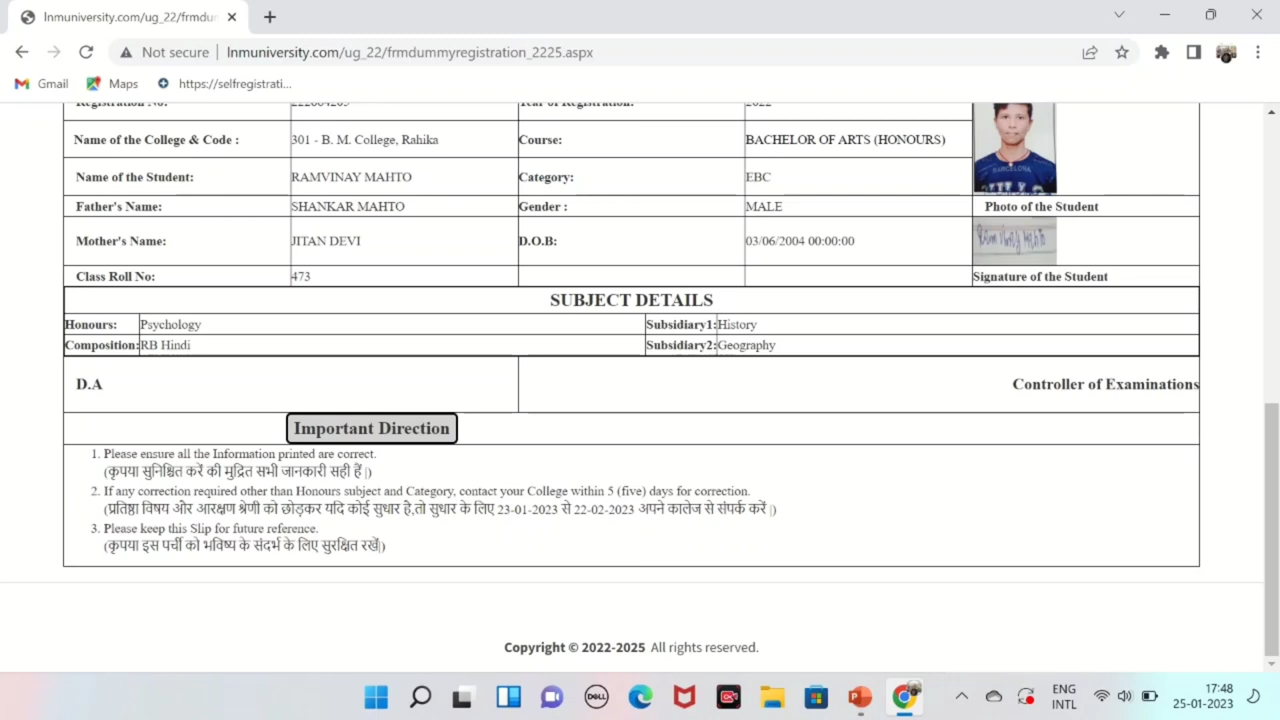 lnmuniversity.com/ug_22/frmdu
Not secure
lnmuniversity.com/ug_22/frmdummyregistration_2225.aspx
Gmail
Maps
https://selfregistrati...
Registration No:
Year of Registration:
2022
Name of the College & Code :
301 - B. M. College, Rahika
Course:
BACHELOR OF ARTS (HONOURS)
BARCELONA
Name of the Student:
RAMVINAY MAHTO
Category:
EBC
Father's Name:
SHANKAR MAHTO
Gender :
MALE
Photo of the Student
Mother's Name:
JITAN DEVI
D.O.B:
03/06/2004 00:00:00
Class Roll No:
473
Signature of the Student
SUBJECT DETAILS
Honours:
Psychology
Subsidiary1:
History
Composition:
RB Hindi
Subsidiary2:
Geography
D.A
Controller of Examinations
Important Direction
1. Please ensure all the Information printed are correct.
(कृपया सुनिश्चित करें की मुद्रित सभी जानकारी सही हैं |)
2. If any correction required other than Honours subject and Category, contact your College within 5 (five) days for correction.
(प्रतिष्ठा विषय और आरक्षण श्रेणी को छोड़कर यदि कोई सुधार है,तो सुधार के लिए 23-01-2023 से 22-02-2023 अपने कालेज से संपर्क करें |)
3. Please keep this Slip for future reference.
(कृपया इस पर्ची को भविष्य के संदर्भ के लिए सुरक्षित रखें|)
Copyright © 2022-2025 All rights reserved.
DELL
ENG
INTL
17:48
25-01-2023